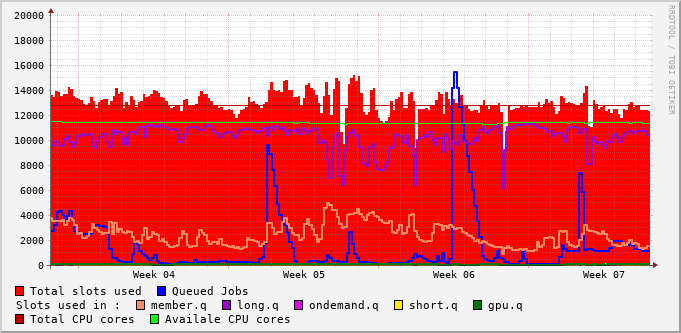 20000
18000
16000
14000
12000
10000
8000
6000
4000
2000
0
Week 04 Week 05 Week 06 Week 07
RRDTOOL / TOBI OETIKER
Total slots used Queued Jobs
Slots used in : member.q long.q ondemand.q short.q gpu.q
Total CPU cores Availale CPU cores